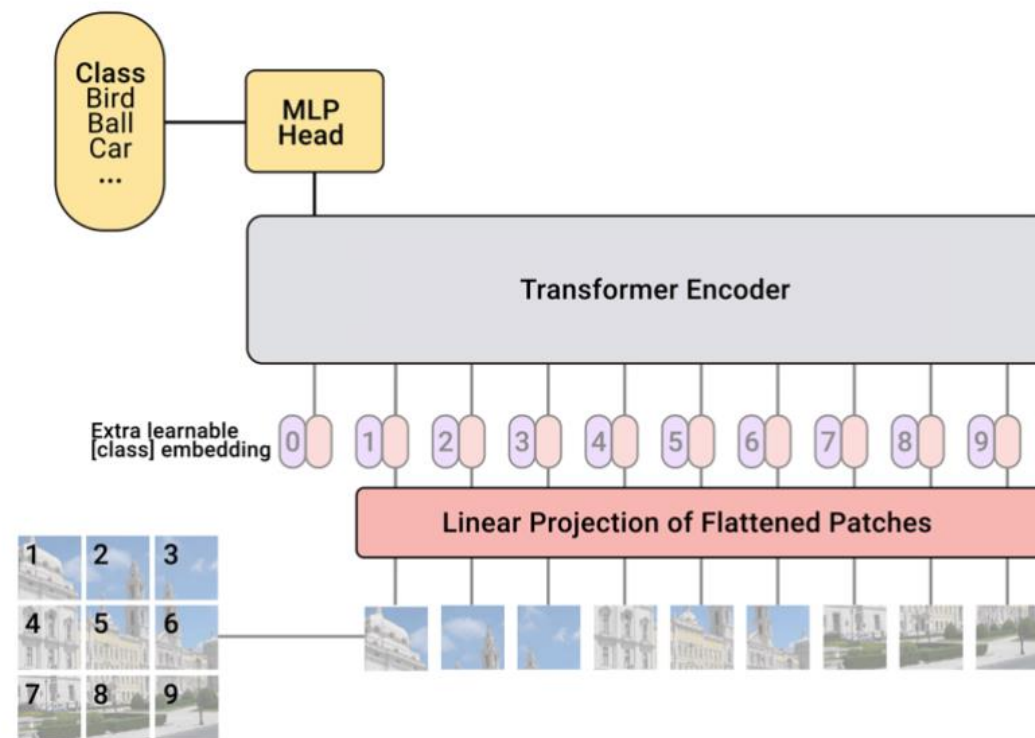 Class
Bird
Ball
Car
...
MLP
Head
Transformer Encoder
Extra learnable
[class] embedding
0 1 2 3 4 5 6 7 8 9
Linear Projection of Flattened Patches
1 2 3
4 5 6
7 8 9